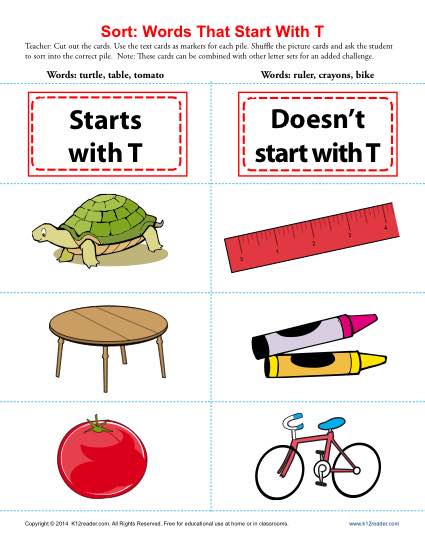 Sort: Words That Start With T
Teacher: Cut out the cards. Use the text cards as markers for each pile. Shuffle the picture cards and ask the student
to sort into the correct pile. Note: These cards can be combined with other letter sets for an added challenge.
Words: turtle, table, tomato
Words: ruler, crayons, bike
Starts
with T
Doesn't
start with T
0 1 2 3 4
Copyright © 2014 K12reader.com. All Rights Reserved. Free for educational use at home or in classrooms.
www.k12reader.com